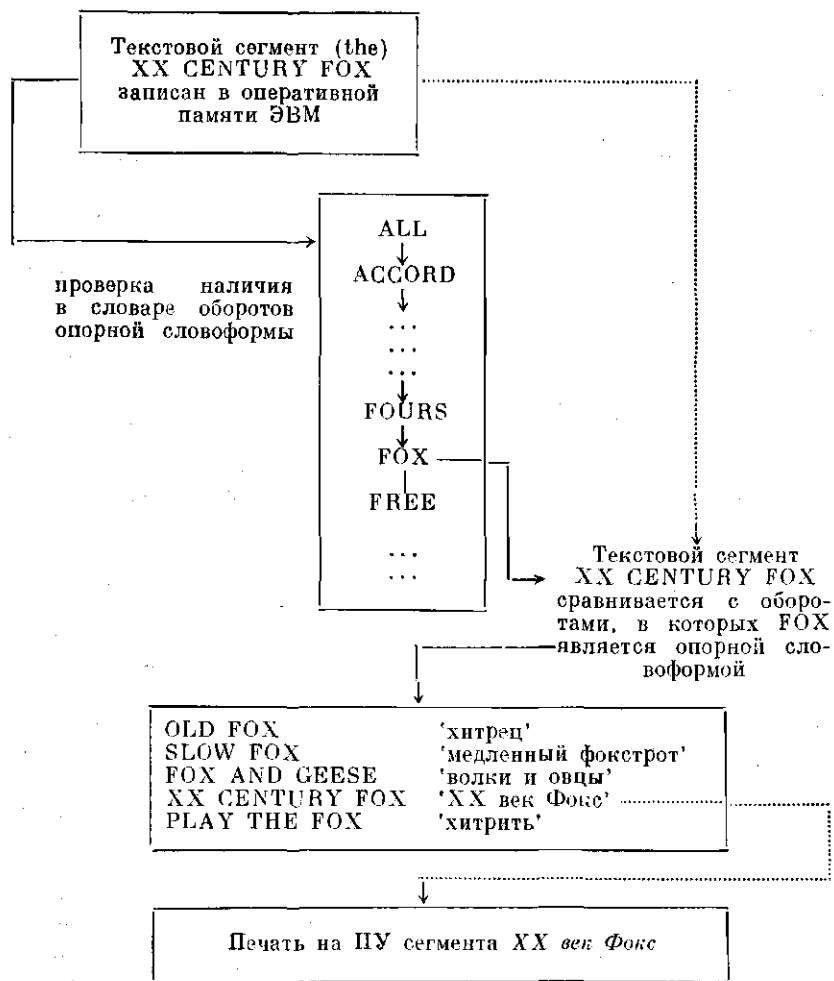 Текстовой сегмент (the)
XX CENTURY FOX
записан в оперативной
памяти ЭВМ
ALL
ACCORD
проверка наличия
в словаре оборотов
опорной словоформы
...
...
...
FOURS
FOX
FREE
...
...
Текстовой сегмент
XX CENTURY FOX
сравнивается с оборо-
тами, в которых FOX
является опорной сло-
воформой
OLD FOX 'хитрец'
SLOW FOX 'медленный фокстрот'
FOX AND GEESE 'волки и овцы'
XX CENTURY FOX 'XX век Фокс'
PLAY THE FOX 'хитрить'
Печать на ПУ сегмента XX век Фокс